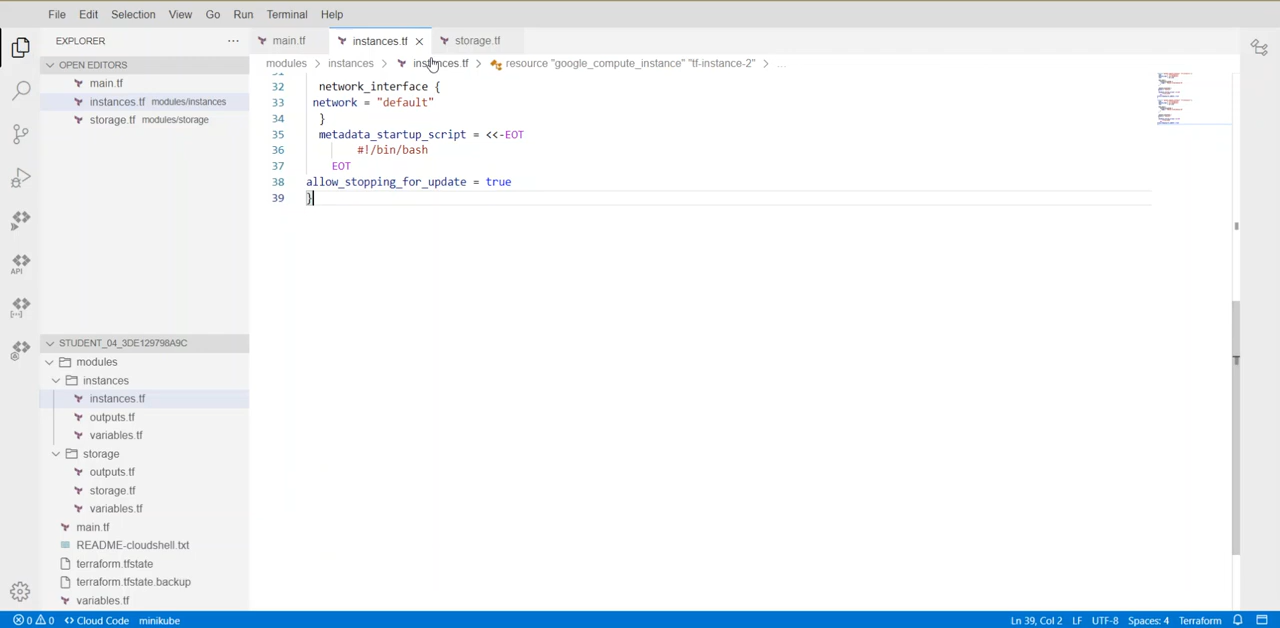 File Edit Selection View Go Run Terminal Help
EXPLORER ...
main.tf instances.tf × storage.tf
OPEN EDITORS
main.tf
instances.tf modules/instances
storage.tf modules/storage
modules > instances > instances.tf > resource "google_compute_instance" "tf-instance-2" > ...
32 network_interface {
33 network = "default"
34 }
35 metadata_startup_script = <<-EOT
36 #!/bin/bash
37 EOT
38 allow_stopping_for_update = true
39 }
API
STUDENT_04_3DE129798A9C
modules
instances
instances.tf
outputs.tf
variables.tf
storage
outputs.tf
storage.tf
variables.tf
main.tf
README-cloudshell.txt
terraform.tfstate
terraform.tfstate.backup
variables.tf
0 0 <> Cloud Code minikube Ln 39, Col 2 LF UTF-8 Spaces: 4 Terraform